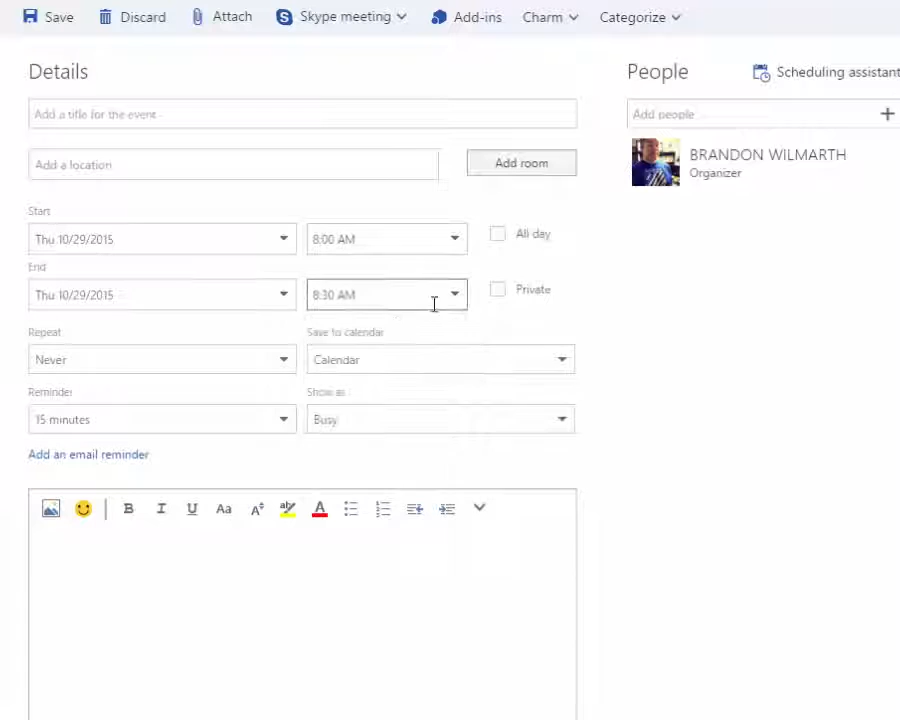 Save Discard Attach Skype meeting Add-ins Charm Categorize
Details
People
Scheduling assistant
Add a title for the event
Add people
Add a location
Add room
BRANDON WILMARTH
Organizer
Start
Thu 10/29/2015 8:00 AM All day
End
Thu 10/29/2015 8:30 AM Private
Repeat Save to calendar
Never Calendar
Reminder Show as
15 minutes Busy
Add an email reminder
B I U Aa A ab A